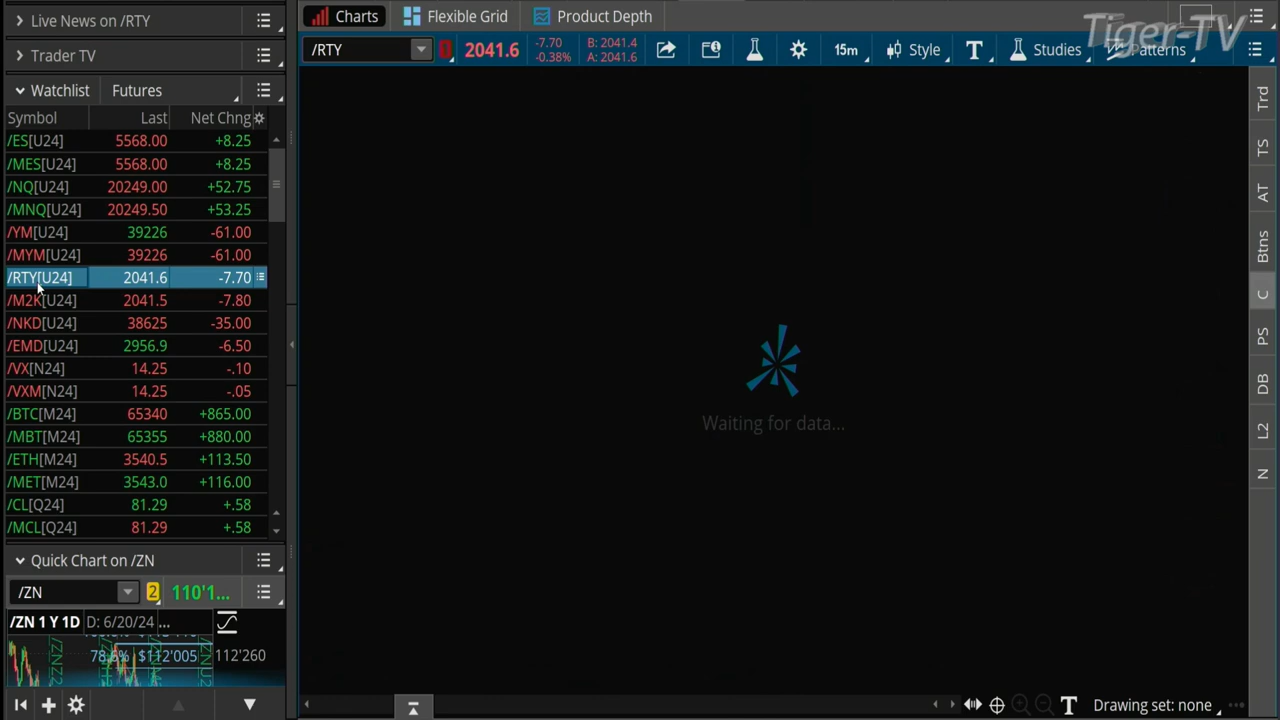 Live News on /RTY
Trader TV
Watchlist Futures
Symbol Last Net Chng
/ES[U24] 5568.00 +8.25
/MES[U24] 5568.00 +8.25
/NQ[U24] 20249.00 +52.75
/MNQ[U24] 20249.50 +53.25
/YM[U24] 39226 -61.00
/MYM[U24] 39226 -61.00
/RTY[U24] 2041.6 -7.70
/M2K[U24] 2041.5 -7.80
/NKD[U24] 38625 -35.00
/EMD[U24] 2956.9 -6.50
/VX[N24] 14.25 -.10
/VXM[N24] 14.25 -.05
/BTC[M24] 65340 +865.00
/MBT[M24] 65355 +880.00
/ETH[M24] 3540.5 +113.50
/MET[M24] 3543.0 +116.00
/CL[Q24] 81.29 +.58
/MCL[Q24] 81.29 +.58
Quick Chart on /ZN
/ZN 2 110'1...
/ZN 1 Y 1D D: 6/20/24 ...
78.6% $112'005 112'260
Charts Flexible Grid Product Depth
Tiger-TV
/RTY 2041.6 -7.70 B: 2041.4
-0.38% A: 2041.6
15m Style T Studies Patterns
Waiting for data...
Trd
TS
AT
Btns
C
PS
DB
L2
N
T Drawing set: none